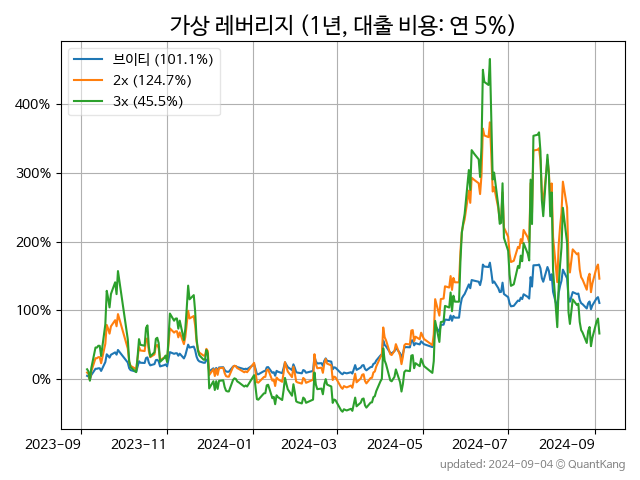 가상 레버리지 (1년, 대출 비용: 연 5%)
브이티 (101.1%)
2x (124.7%)
3x (45.5%)
400%
300%
200%
100%
0%
2023-09 2023-11 2024-01 2024-03 2024-05 2024-07 2024-09
updated: 2024-09-04 © QuantKang